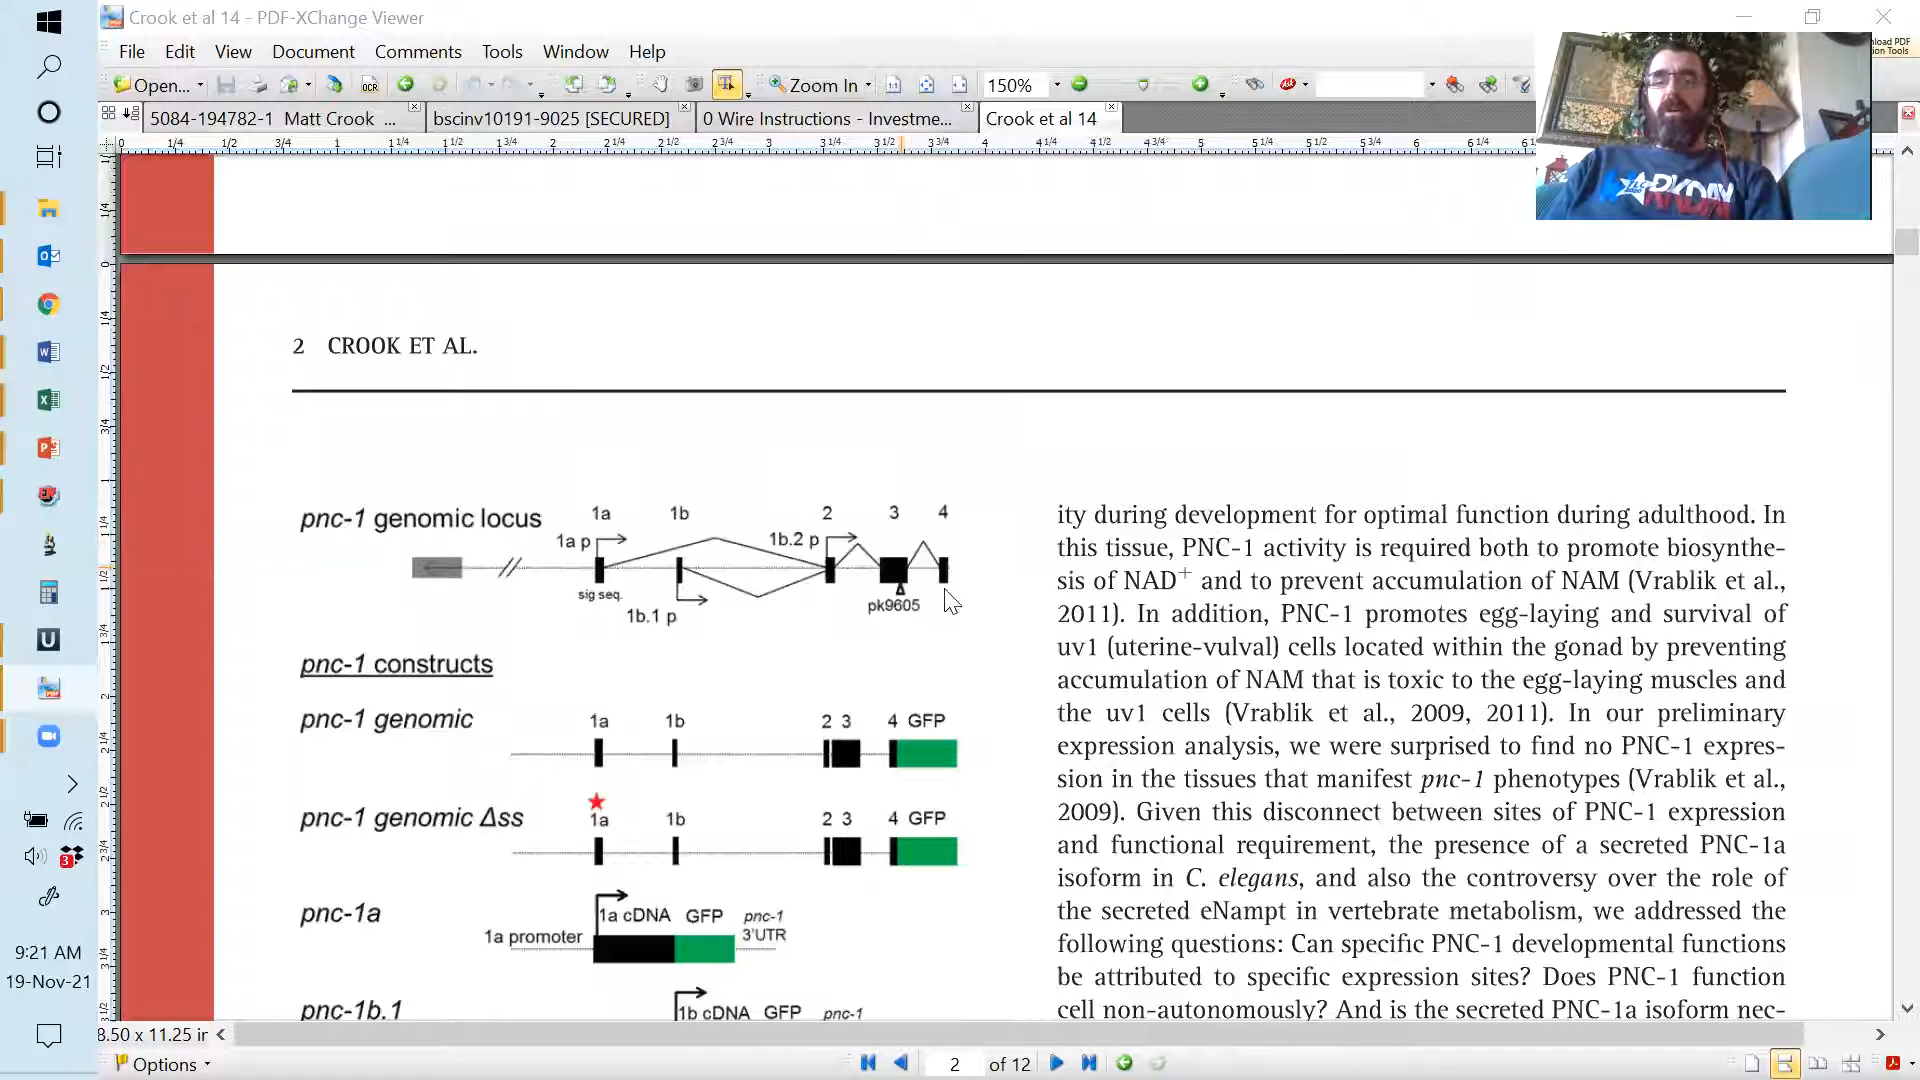 Crook et al 14 - PDF-XChange Viewer
File Edit View Document Comments Tools Window Help
Open... OCR Zoom In 150%
5084-194782-1 Matt Crook ... bscinv10191-9025 [SECURED] 0 Wire Instructions - Investme... Crook et al 14
2 CROOK ET AL.
pnc-1 genomic locus
1a 1b 2 3 4
1a p 1b.2 p
sig seq. pk9605
1b.1 p
pnc-1 constructs
pnc-1 genomic 1a 1b 2 3 4 GFP
pnc-1 genomic Δss 1a 1b 2 3 4 GFP
pnc-1a 1a cDNA GFP pnc-1
1a promoter 3'UTR
pnc-1b.1 1b cDNA GFP pnc-1
ity during development for optimal function during adulthood. In
this tissue, PNC-1 activity is required both to promote biosynthe-
sis of NAD+ and to prevent accumulation of NAM (Vrablik et al.,
2011). In addition, PNC-1 promotes egg-laying and survival of
uv1 (uterine-vulval) cells located within the gonad by preventing
accumulation of NAM that is toxic to the egg-laying muscles and
the uv1 cells (Vrablik et al., 2009, 2011). In our preliminary
expression analysis, we were surprised to find no PNC-1 expres-
sion in the tissues that manifest pnc-1 phenotypes (Vrablik et al.,
2009). Given this disconnect between sites of PNC-1 expression
and functional requirement, the presence of a secreted PNC-1a
isoform in C. elegans, and also the controversy over the role of
the secreted eNampt in vertebrate metabolism, we addressed the
following questions: Can specific PNC-1 developmental functions
be attributed to specific expression sites? Does PNC-1 function
cell non-autonomously? And is the secreted PNC-1a isoform nec-
9:21 AM
19-Nov-21
8.50 x 11.25 in
Options 2 of 12